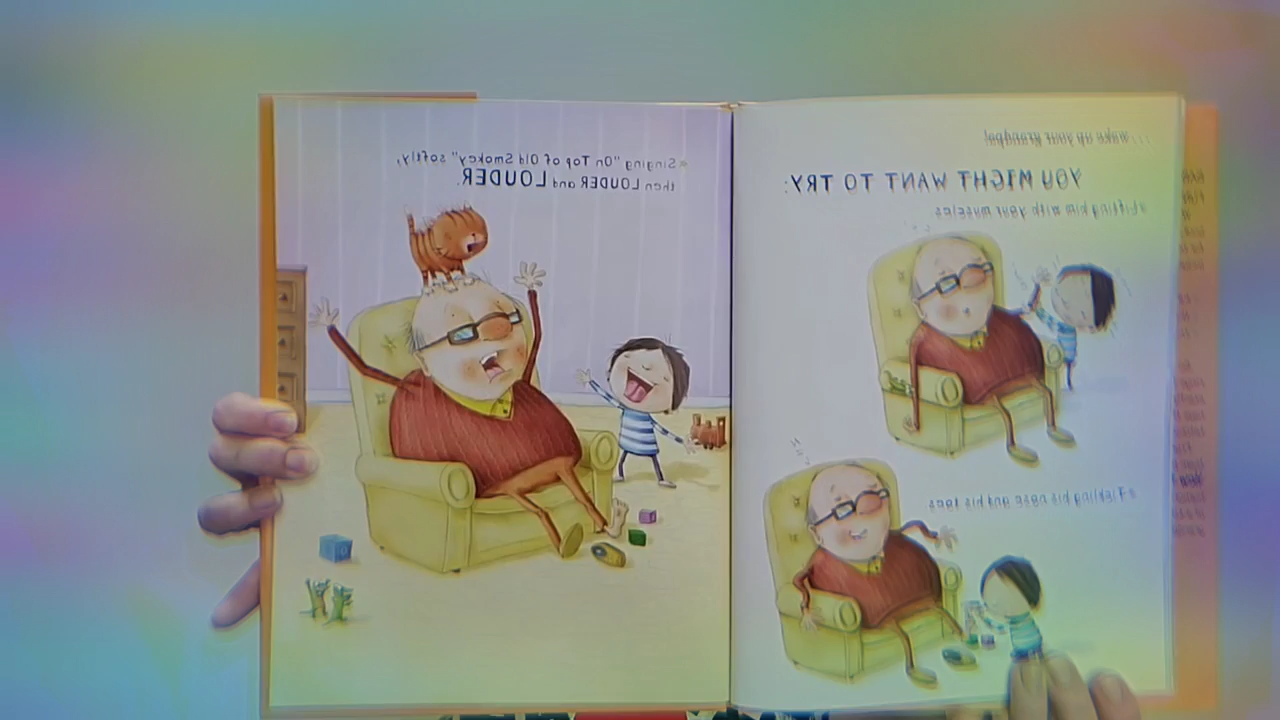 ... wake up your grandpa!
YOU MIGHT WANT TO TRY:
Lifting him with your muscles
Tickling his nose and his toes
Singing "On Top of Old Smokey" softly,
then LOUDER and LOUDER.